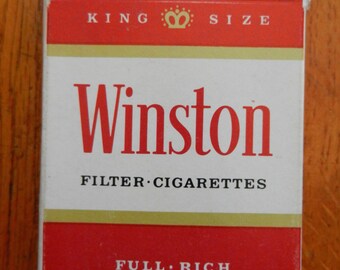 KING SIZE
Winston
FILTER·CIGARETTES
FULL·RICH